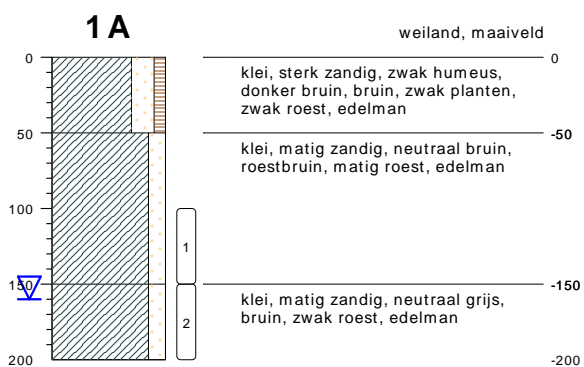 1 A
weiland, maaiveld
0
0
klei, sterk zandig, zwak humeus,
donker bruin, bruin, zwak planten,
zwak roest, edelman
50
-50
klei, matig zandig, neutraal bruin,
roestbruin, matig roest, edelman
100
1
150
-150
klei, matig zandig, neutraal grijs,
bruin, zwak roest, edelman
2
200
-200